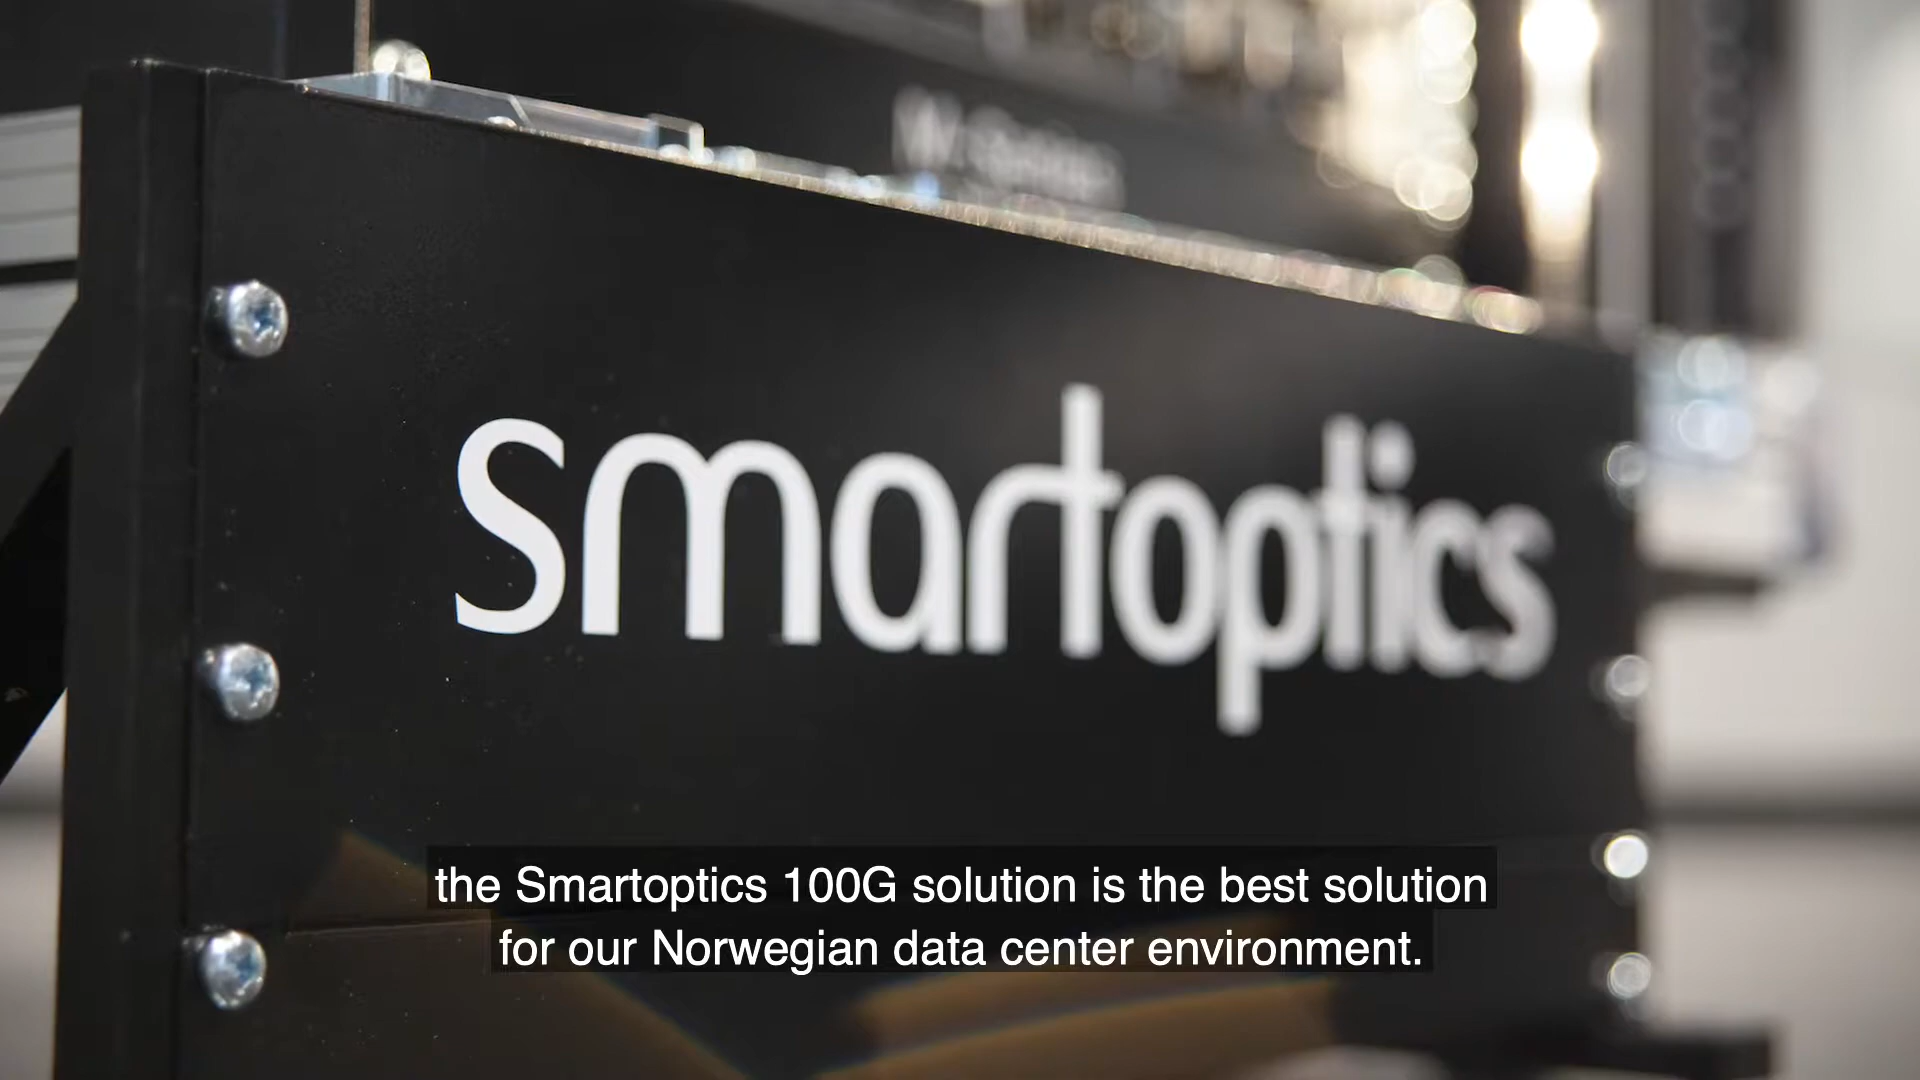 smartoptics
the Smartoptics 100G solution is the best solution
for our Norwegian data center environment.